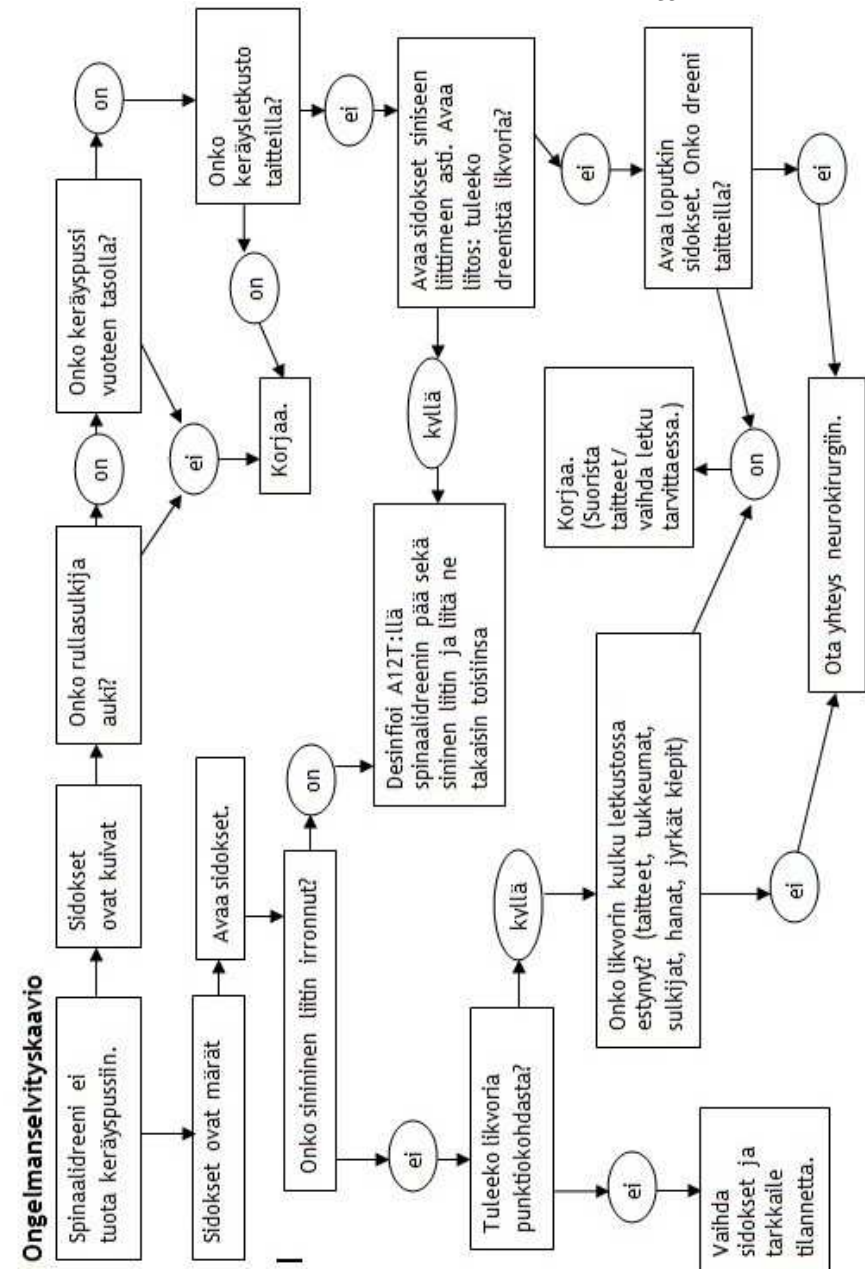 Ongelmanselvityskaavio
Spinaalidreeni ei
tuota keräyspussiin.
Sidokset
ovat kuivat
Onko rullasulkija
auki?
on
Onko keräyspussi
vuoteen tasolla?
on
ei
Korjaa.
Onko
keräysletkusto
taitteilla?
on
ei
Avaa sidokset siniseen
liittimeen asti. Avaa
liitos: tuleeko
dreenistä likvoria?
kyllä
ei
Avaa loputkin
sidokset. Onko dreeni
taitteilla?
on
ei
Korjaa.
(Suorista
taitteet/
vaihda letku
tarvittaessa.)
Ota yhteys neurokirurgiin.
Sidokset ovat märät
Avaa sidokset.
Onko sinininen liitin irronnut?
on
Desinfioi A12T:llä
spinaalidreenin pää sekä
sininen liitin ja liitä ne
takaisin toisiinsa
ei
Tuleeko likvoria
punktiokohdasta?
kyllä
Onko likvorin kulku letkustossa
estynyt? (taitteet, tukkeumat,
sulkijat, hanat, jyrkät kiepit)
ei
ei
Vaihda
sidokset ja
tarkkaile
tilannetta.